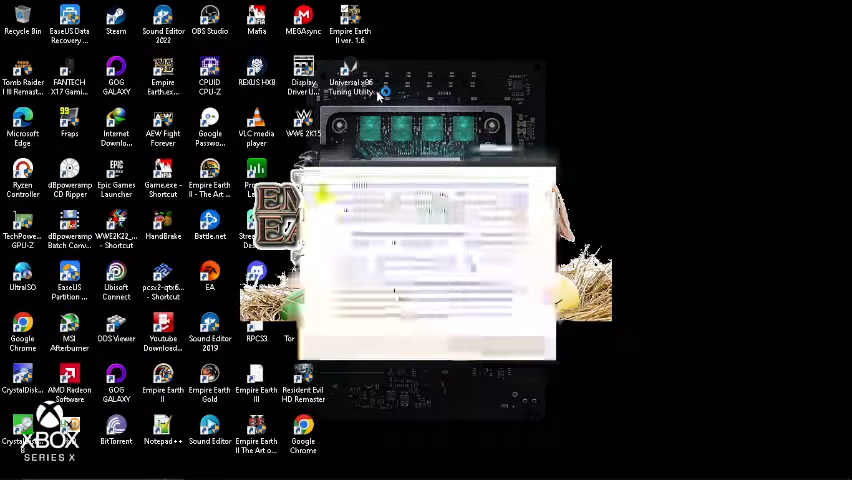 Recycle Bin
EaseUS Data Recovery ...
Steam
Sound Editor 2022
OBS Studio
Mafia
MEGAsync
Empire Earth II ver. 1.6
Tomb Raider I II Remast...
FANTECH X17 Gami...
GOG GALAXY
Empire Earth.ex...
CPUID CPU-Z
REXUS HX8
Display Driver U...
Universal x86 Tuning Utility
Microsoft Edge
Fraps
Internet Downlo...
AEW Fight Forever
Google Passwo...
VLC media player
WWE 2K15
Ryzen Controller
dBpoweramp CD Ripper
Epic Games Launcher
Game.exe - Shortcut
Empire Earth II - The Art ...
TechPowe... GPU-Z
dBpoweramp Batch Conv...
WWE2K22_... - Shortcut
HandBrake
Battle.net
UltraISO
EaseUS Partition ...
Ubisoft Connect
pcsx2-qtx6... - Shortcut
EA
Google Chrome
MSI Afterburner
DDS Viewer
Youtube Download...
Sound Editor 2019
RPCS3
CrystalDisk...
AMD Radeon Software
GOG GALAXY
Empire Earth II
Empire Earth Gold
Empire Earth III
Resident Evil HD Remaster
BitTorrent
Notepad++
Sound Editor
Empire Earth II The Art o...
Google Chrome
XBOX
SERIES X